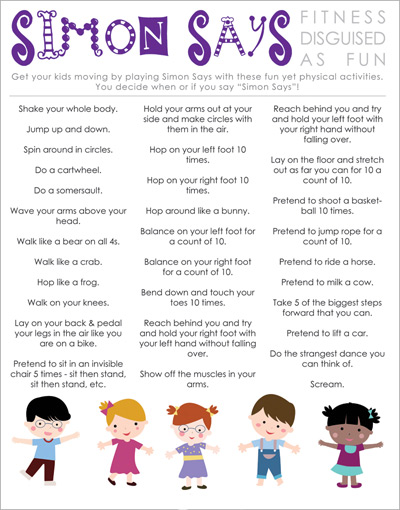 SIMON SAYS
FITNESS
DISGUISED
AS FUN
Get your kids moving by playing Simon Says with these fun yet physical activities.
You decide when or if you say "Simon Says"!
Shake your whole body.
Jump up and down.
Spin around in circles.
Do a cartwheel.
Do a somersault.
Wave your arms above your
head.
Walk like a bear on all 4s.
Walk like a crab.
Hop like a frog.
Walk on your knees.
Lay on your back & pedal
your legs in the air like you
are on a bike.
Pretend to sit in an invisible
chair 5 times - sit then stand,
sit then stand, etc.
Hold your arms out at your
side and make circles with
them in the air.
Hop on your left foot 10
times.
Hop on your right foot 10
times.
Hop around like a bunny.
Balance on your left foot for
a count of 10.
Balance on your right foot
for a count of 10.
Bend down and touch your
toes 10 times.
Reach behind you and try
and hold your right foot with
your left hand without falling
over.
Show off the muscles in your
arms.
Reach behind you and try
and hold your left foot with
your right hand without
falling over.
Lay on the floor and stretch
out as far you can for 10 a
count of 10.
Pretend to shoot a basket-
ball 10 times.
Pretend to jump rope for a
count of 10.
Pretend to ride a horse.
Pretend to milk a cow.
Take 5 of the biggest steps
forward that you can.
Pretend to lift a car.
Do the strangest dance you
can think of.
Scream.